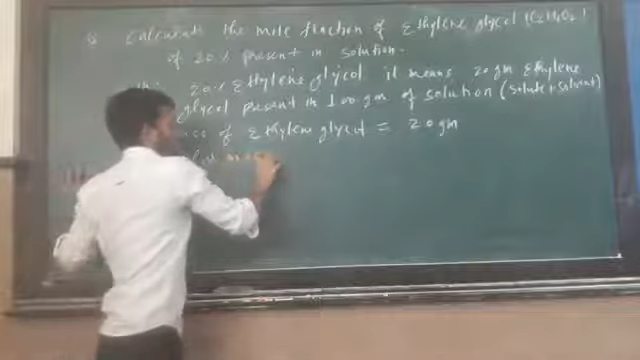 Q Calculate the mole fraction of Ethylene glycol (C2H6O2)
of 20% present in solution.
20% Ethylene glycol it means 20 gm Ethylene
glycol present in 100 gm of solution (solute + solvent)
of Ethylene glycol = 20 gm